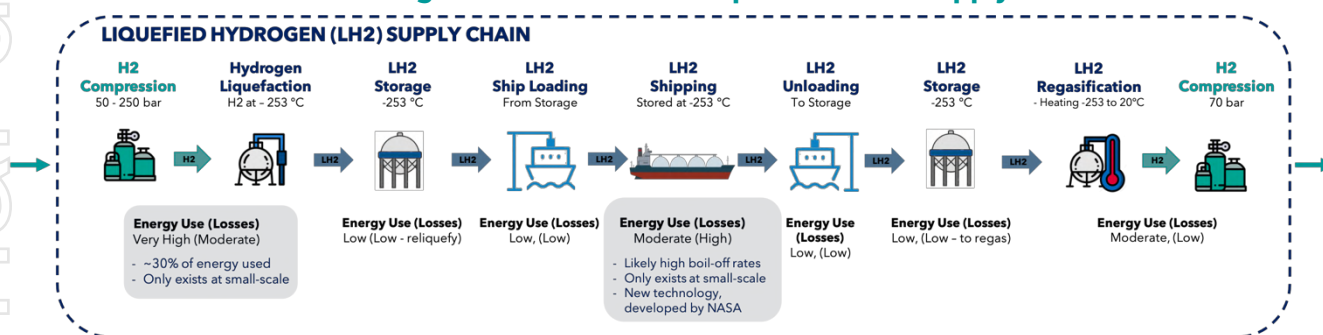 LIQUEFIED HYDROGEN (LH2) SUPPLY CHAIN
H2
Compression
50 - 250 bar
Hydrogen
Liquefaction
H2 at – 253 °C
LH2
Storage
-253 °C
LH2
Ship Loading
From Storage
LH2
Shipping
Stored at -253 °C
LH2
Unloading
To Storage
LH2
Storage
-253 °C
LH2
Regasification
- Heating -253 to 20°C
H2
Compression
70 bar
H2
LH2
LH2
LH2
LH2
LH2
LH2
H2
Energy Use (Losses)
Very High (Moderate)
- ~30% of energy used
- Only exists at small-scale
Energy Use (Losses)
Low (Low - reliquefy)
Energy Use (Losses)
Low, (Low)
Energy Use (Losses)
Moderate (High)
- Likely high boil-off rates
- Only exists at small-scale
- New technology,
developed by NASA
Energy Use
(Losses)
Low, (Low)
Energy Use (Losses)
Low, (Low – to regas)
Energy Use (Losses)
Moderate, (Low)